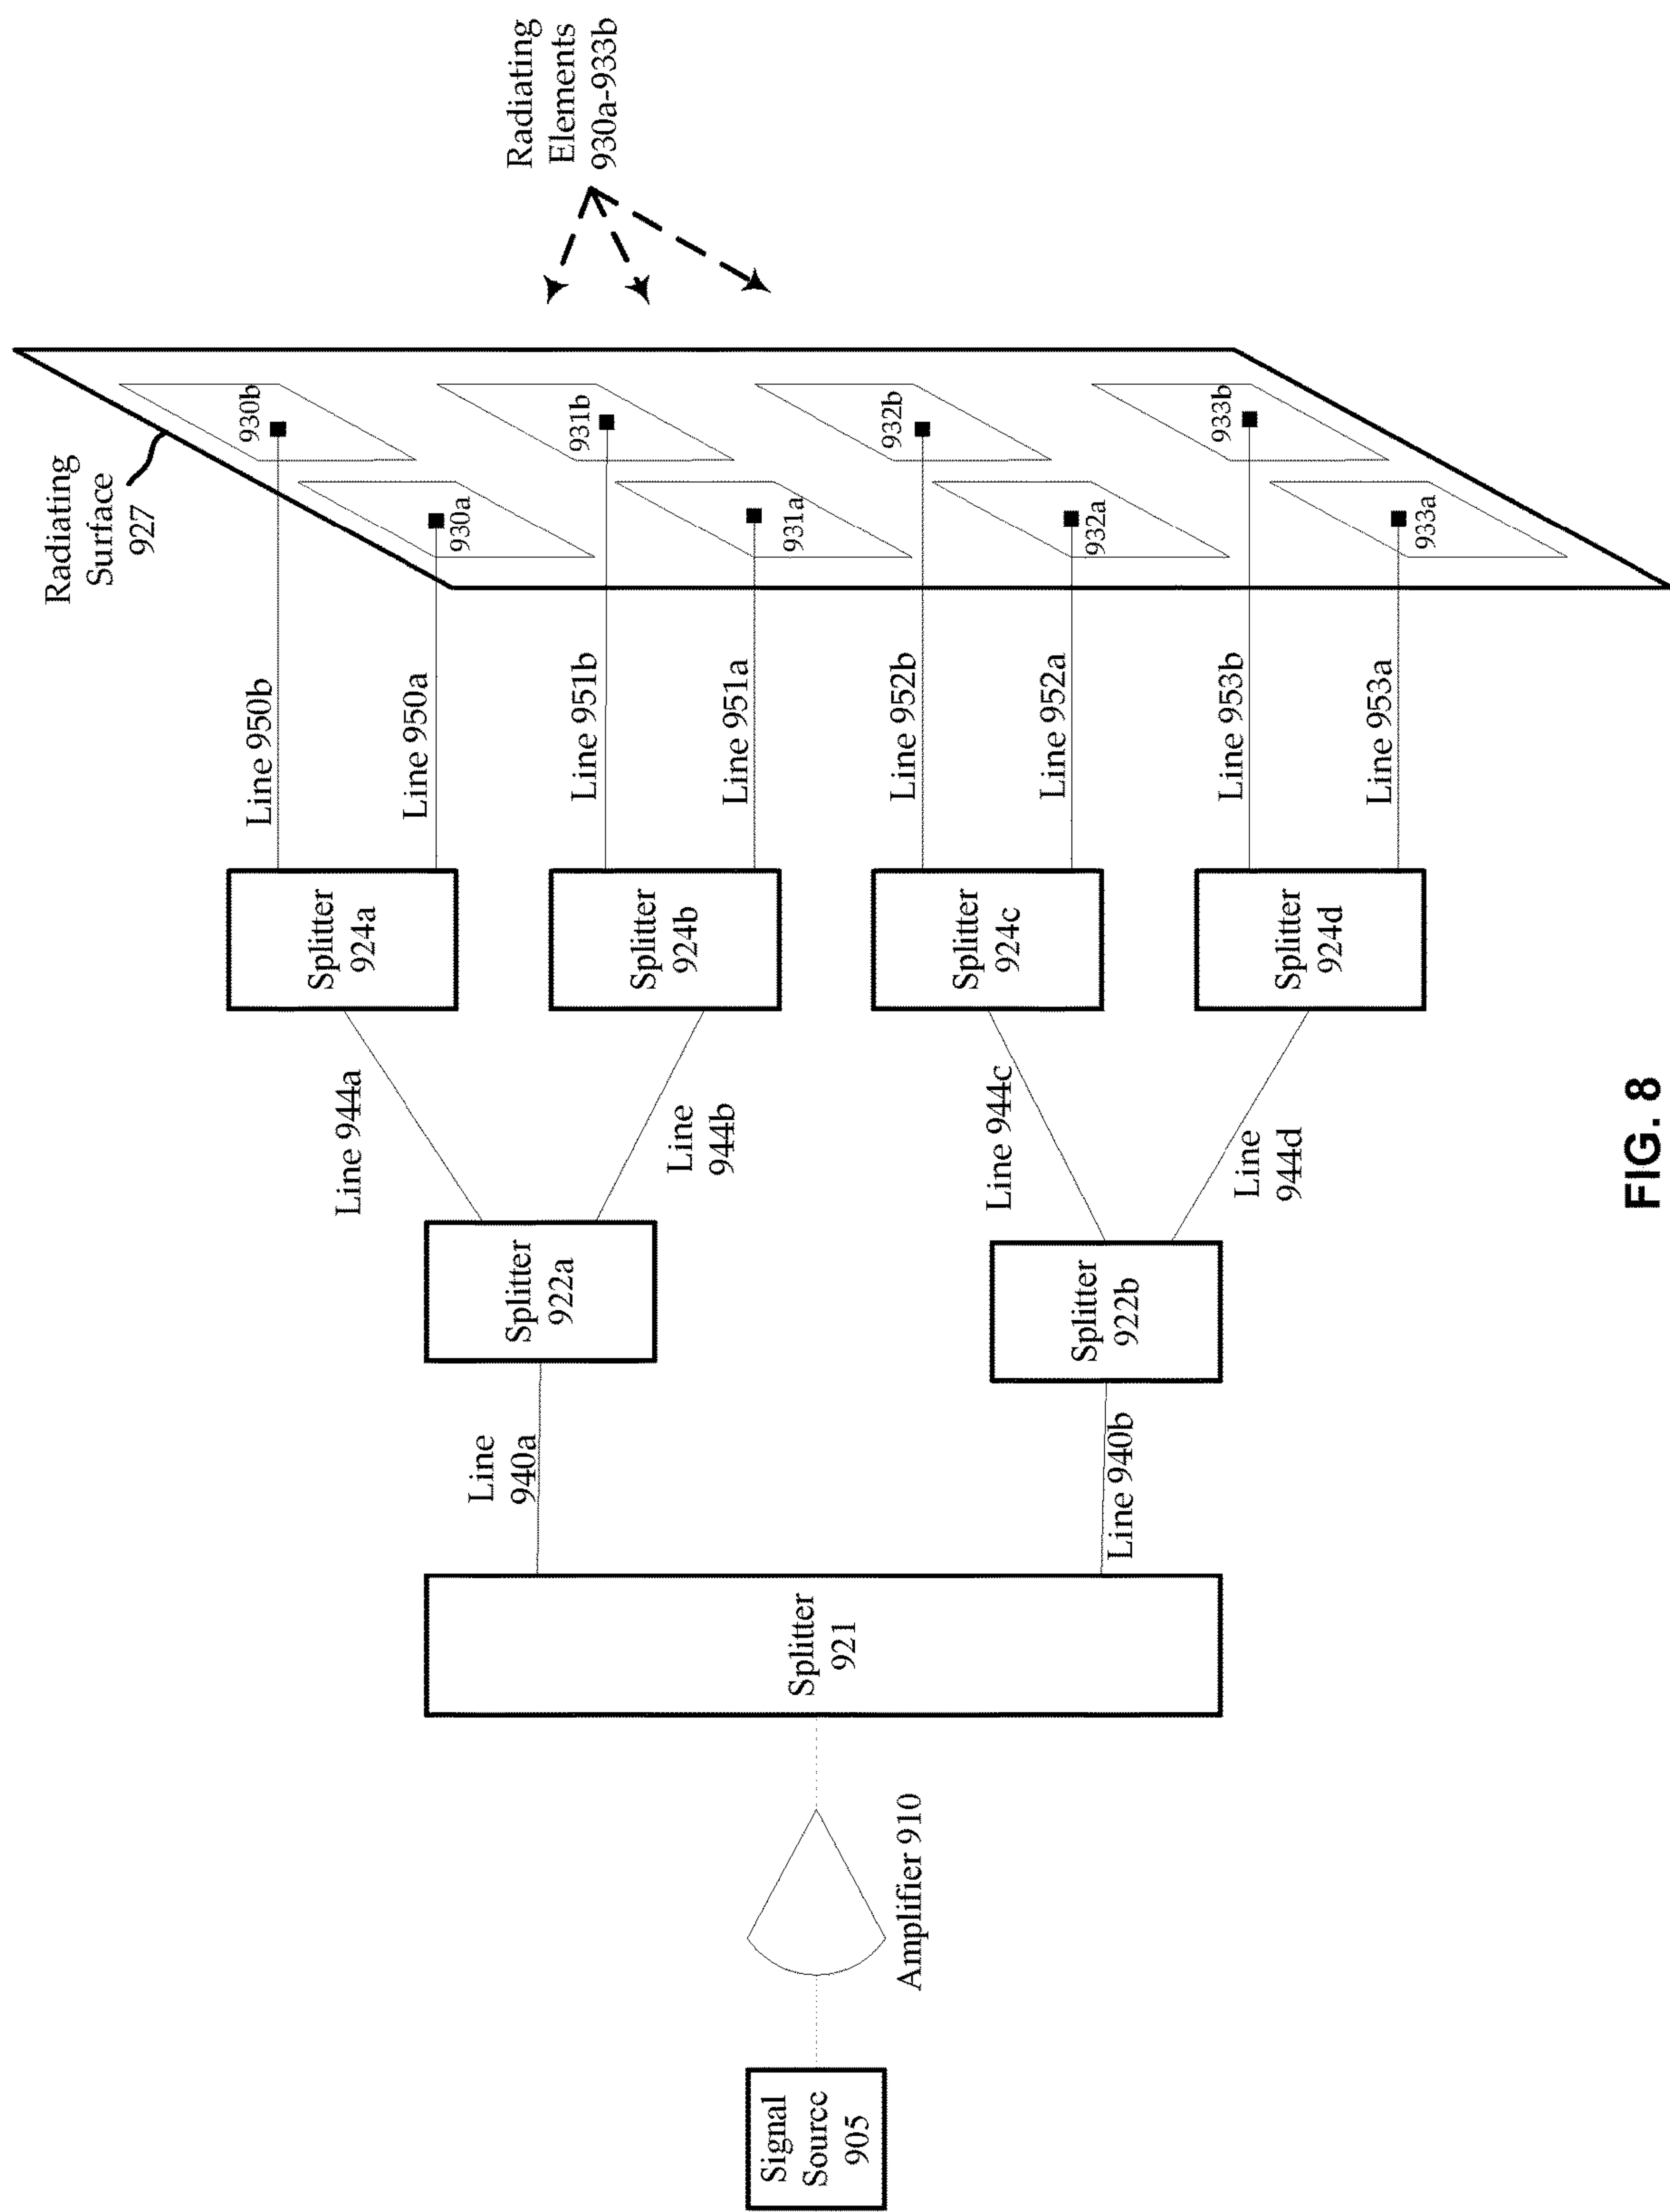 Signal
Source
905
Amplifier 910
Splitter
921
Line
940a
Line 940b
Splitter
922a
Splitter
922b
Line 944a
Line
944b
Line 944c
Line
944d
Splitter
924a
Splitter
924b
Splitter
924c
Splitter
924d
Line 950b
Line 950a
Line 951b
Line 951a
Line 952b
Line 952a
Line 953b
Line 953a
Radiating
Surface
927
930b
930a
931b
931a
932b
932a
933b
933a
Radiating
Elements
930a-933b
FIG. 8